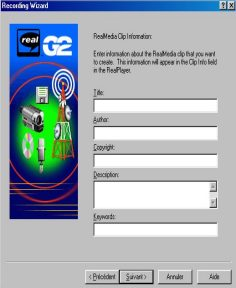 Recording Wizard
real G2
RealMedia Clip Information:
Enter information about the RealMedia clip that you want
to create. This information will appear in the Clip Info field
in the RealPlayer.
Title:
Author:
Copyright:
Description:
Keywords:
< Précédent
Suivant >
Annuler
Aide